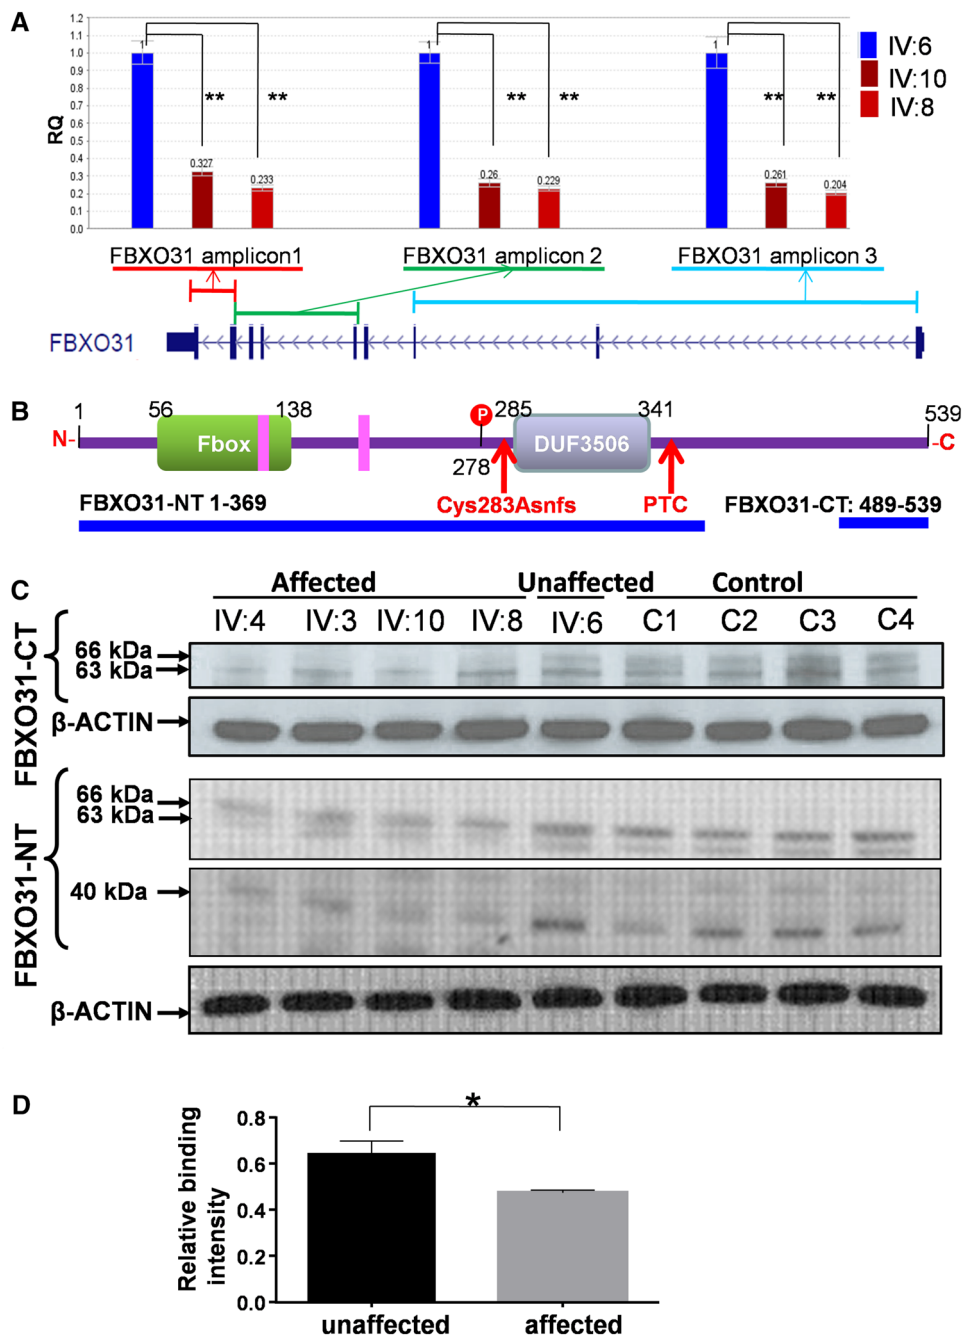 A
1.2
1.1
1.0
0.9
0.8
0.7
0.6
0.5
0.4
0.3
0.2
0.1
0.0
RQ
1
0.327
0.233
**
**
1
0.26
0.229
**
**
1
0.261
0.204
**
**
IV:6
IV:10
IV:8
FBXO31 amplicon1
FBXO31 amplicon 2
FBXO31 amplicon 3
FBXO31
B
1
56
138
P
285
341
539
N-
Fbox
DUF3506
-C
278
Cys283Asnfs
PTC
FBXO31-NT 1-369
FBXO31-CT: 489-539
C
Affected
Unaffected
Control
IV:4 IV:3 IV:10 IV:8 IV:6 C1 C2 C3 C4
FBXO31-CT
66 kDa
63 kDa
β-ACTIN
FBXO31-NT
66 kDa
63 kDa
40 kDa
β-ACTIN
D
Relative binding
intensity
0.8
0.6
0.4
0.2
0.0
*
unaffected
affected